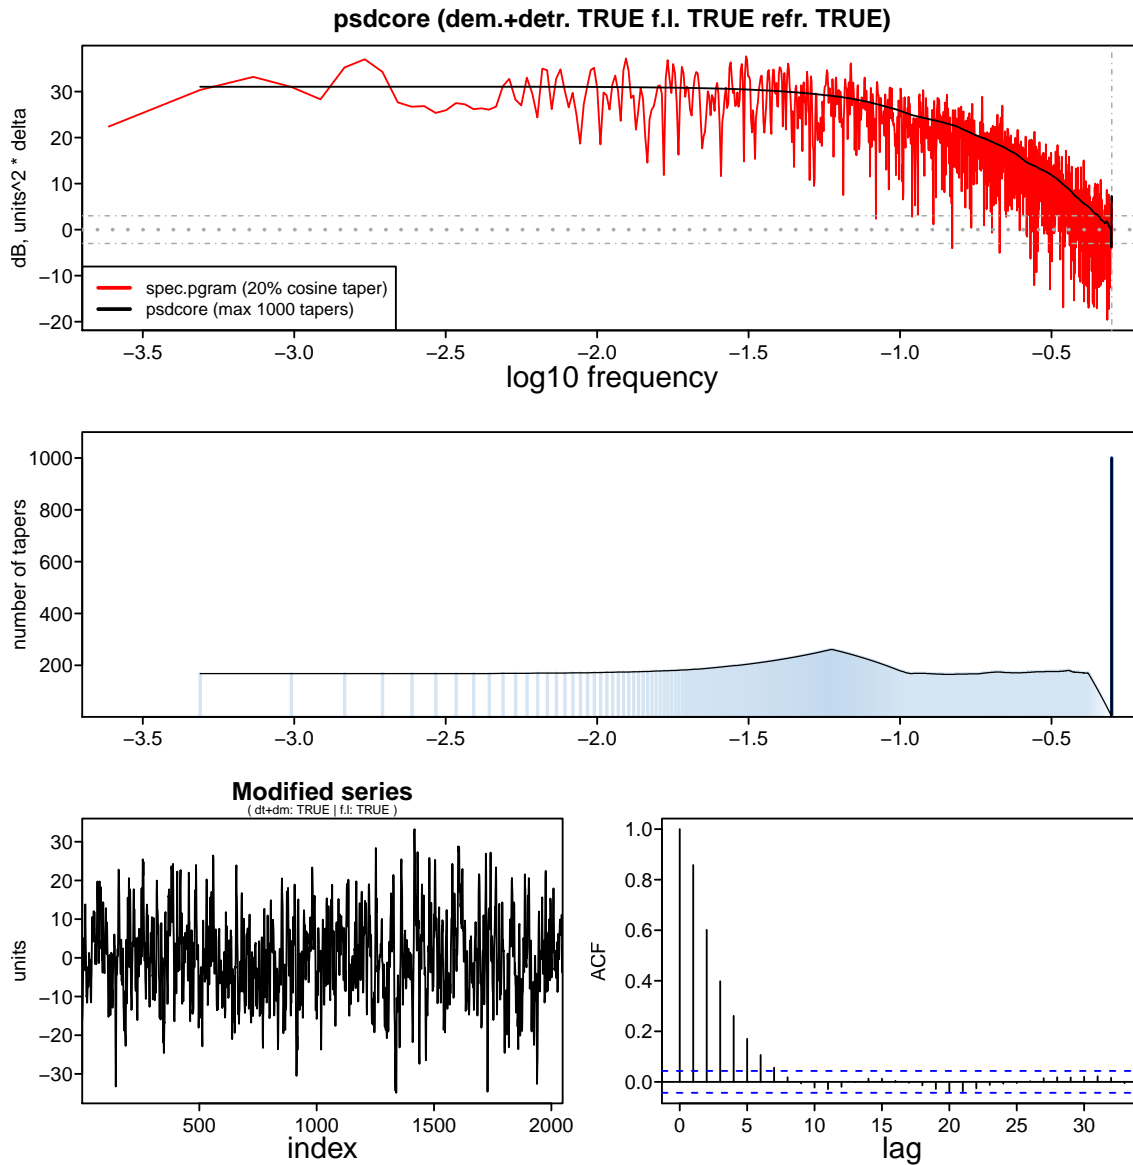 psdcore (dem.+detr. TRUE f.l. TRUE refr. TRUE)
dB, units^2 * delta
30
20
10
0
−10
−20
spec.pgram (20% cosine taper)
psdcore (max 1000 tapers)
−3.5 −3.0 −2.5 −2.0 −1.5 −1.0 −0.5
log10 frequency
number of tapers
1000
800
600
400
200
−3.5 −3.0 −2.5 −2.0 −1.5 −1.0 −0.5
Modified series
( dt+dm: TRUE | f.l: TRUE )
units
30
20
10
0
−10
−20
−30
500 1000 1500 2000
index
ACF
1.0
0.8
0.6
0.4
0.2
0.0
0 5 10 15 20 25 30
lag